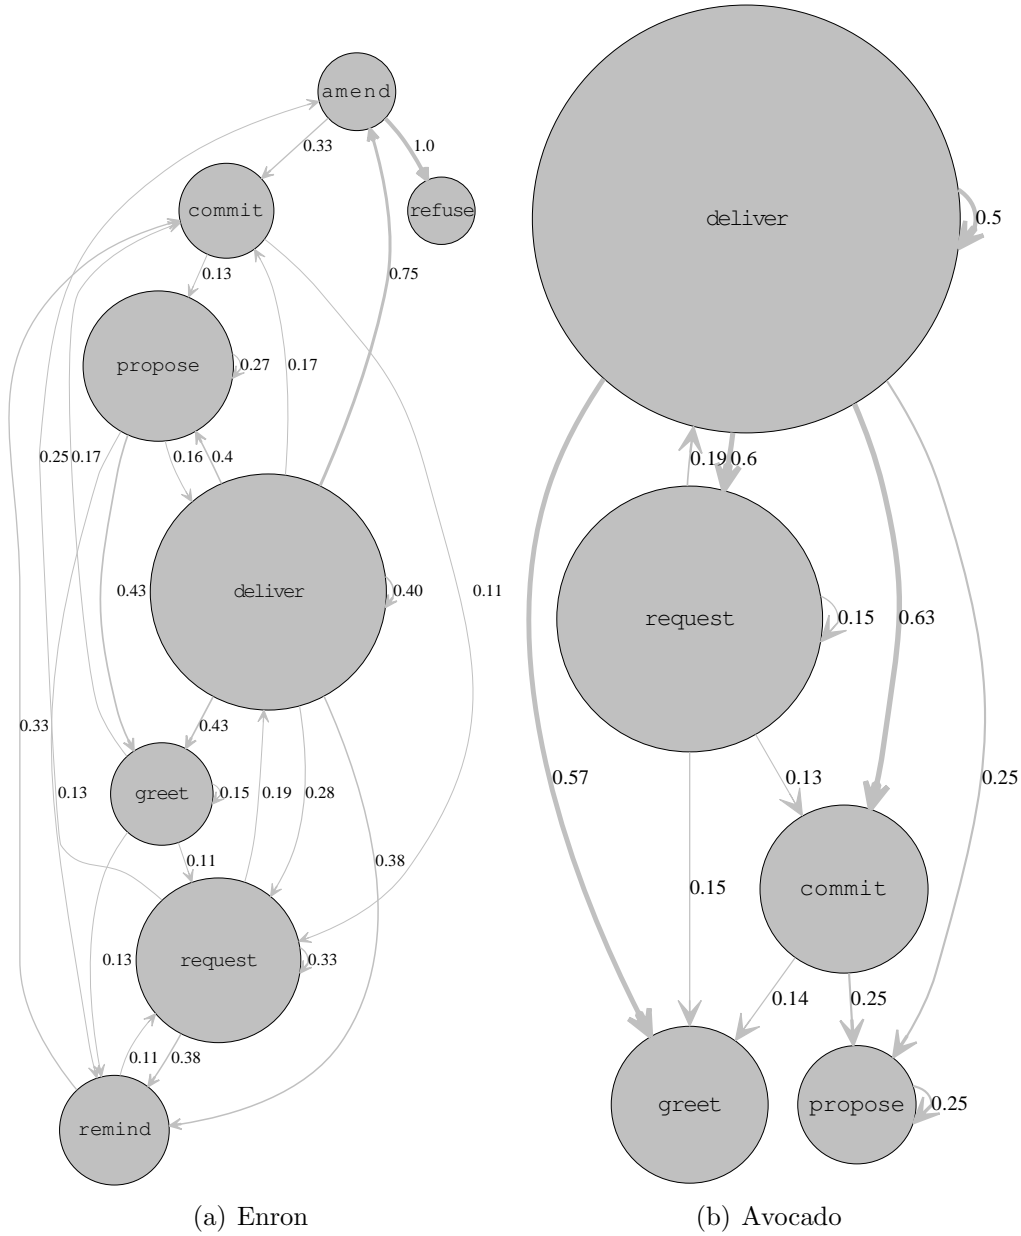 amend
0.33
1.0
commit
refuse
0.13
0.75
propose
0.27
0.17
0.25
0.17
0.16
0.4
0.43
deliver
0.40
0.11
0.33
0.43
0.13
greet
0.15
0.19
0.28
0.11
0.38
0.13
request
0.33
0.11
0.38
remind
(a) Enron
deliver
0.5
0.19
0.6
request
0.15
0.63
0.57
0.13
0.25
0.15
commit
0.14
0.25
greet
propose
0.25
(b) Avocado